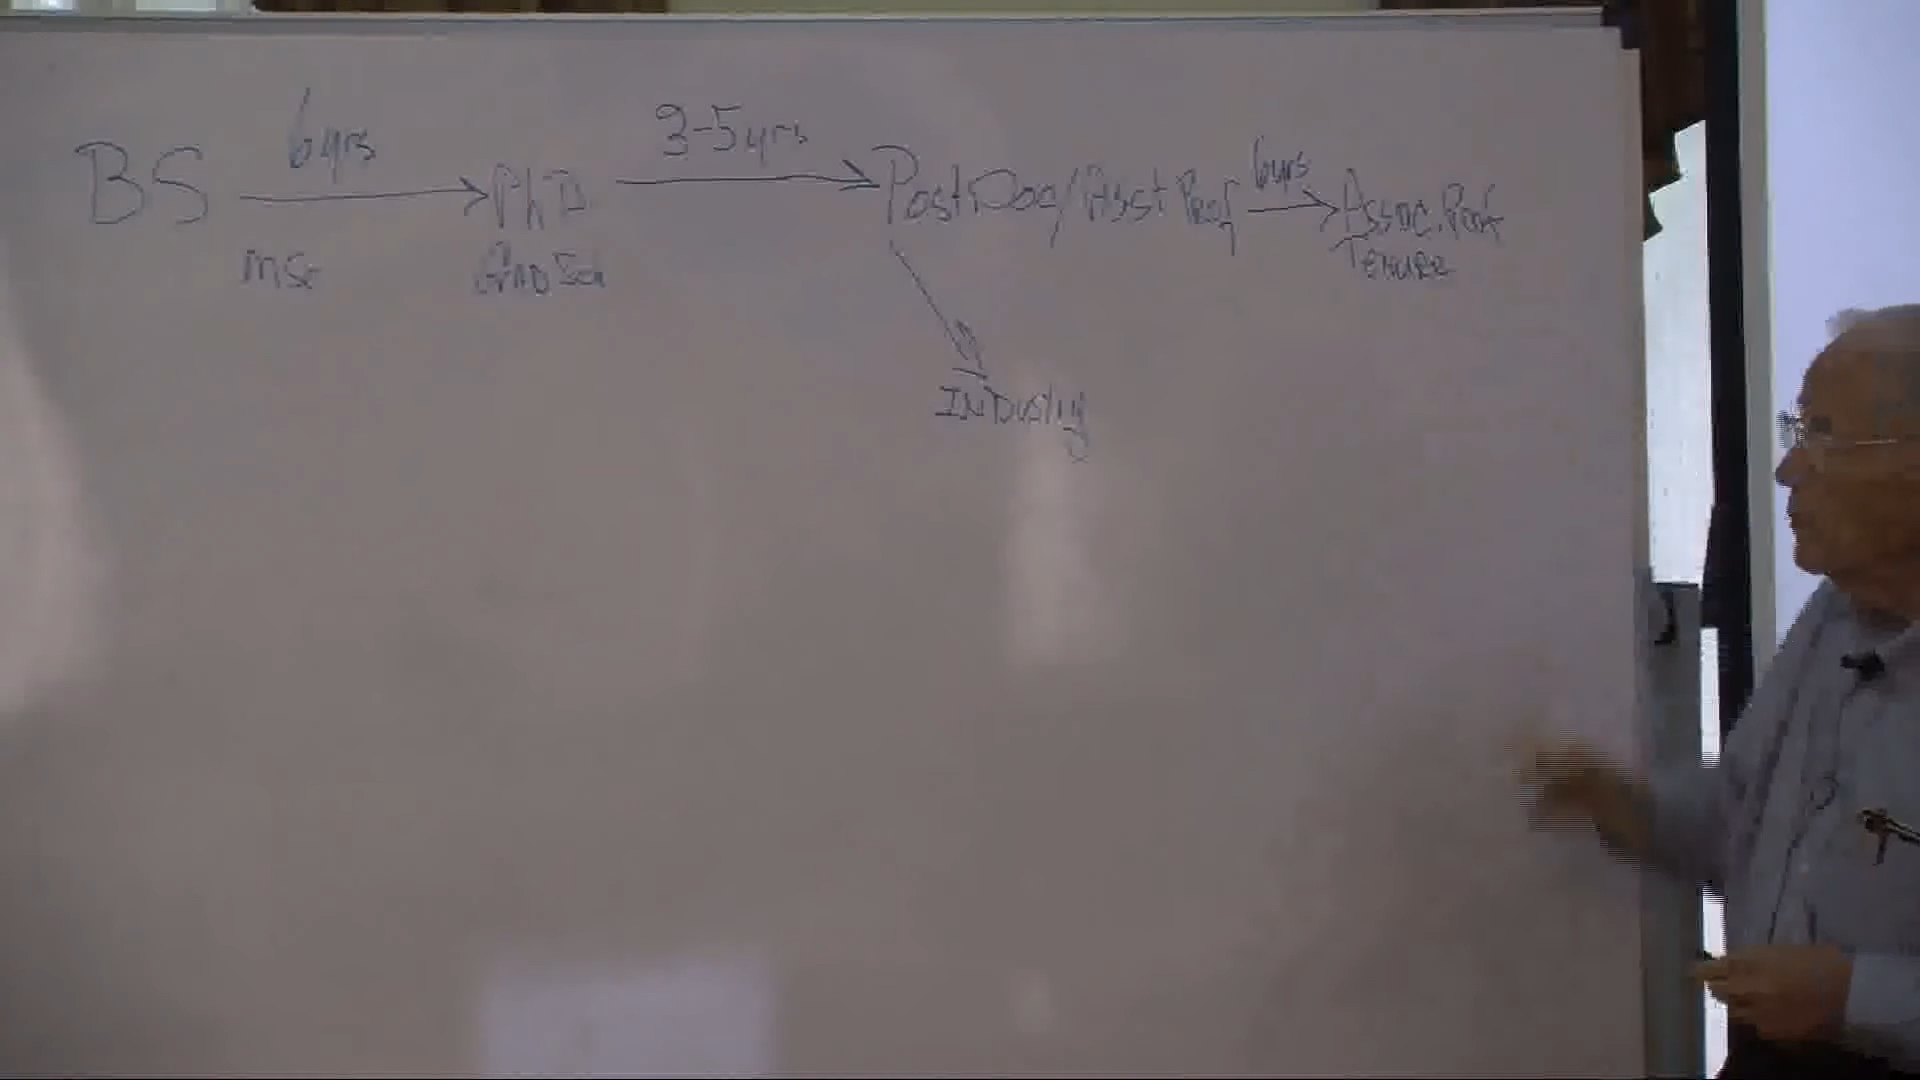 6yrs 3-5yrs 6yrs
BS PhD PostDoc/Asst Prof Assoc. Prof
MSc Grad Sch Tenure
Industry